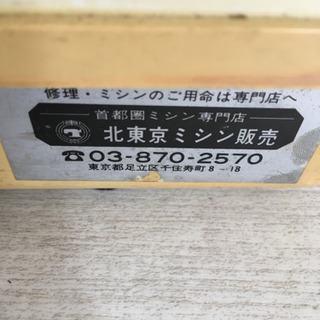 修理・ミシンのご用命は専門店へ
首都圏ミシン専門店
北東京ミシン販売
☎03-870-2570
東京都足立区千住寿町8-18